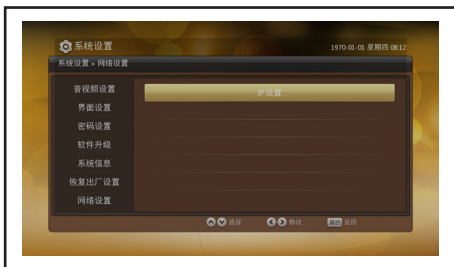 系统设置
1970-01-01 星期四 08:12
系统设置 > 网络设置
音视频设置
IP设置
界面设置
密码设置
软件升级
系统信息
恢复出厂设置
网络设置
选择 修改 退出 返回